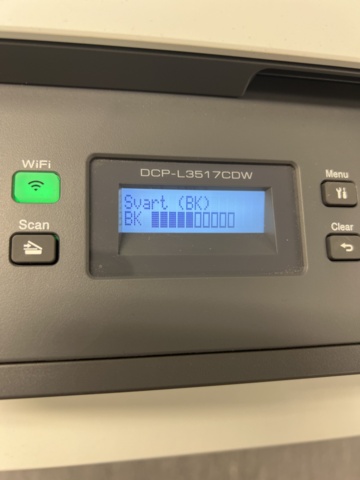 DCP-L3517CDW
WiFi
Menu
Svart (BK)
BK
Scan
Clear